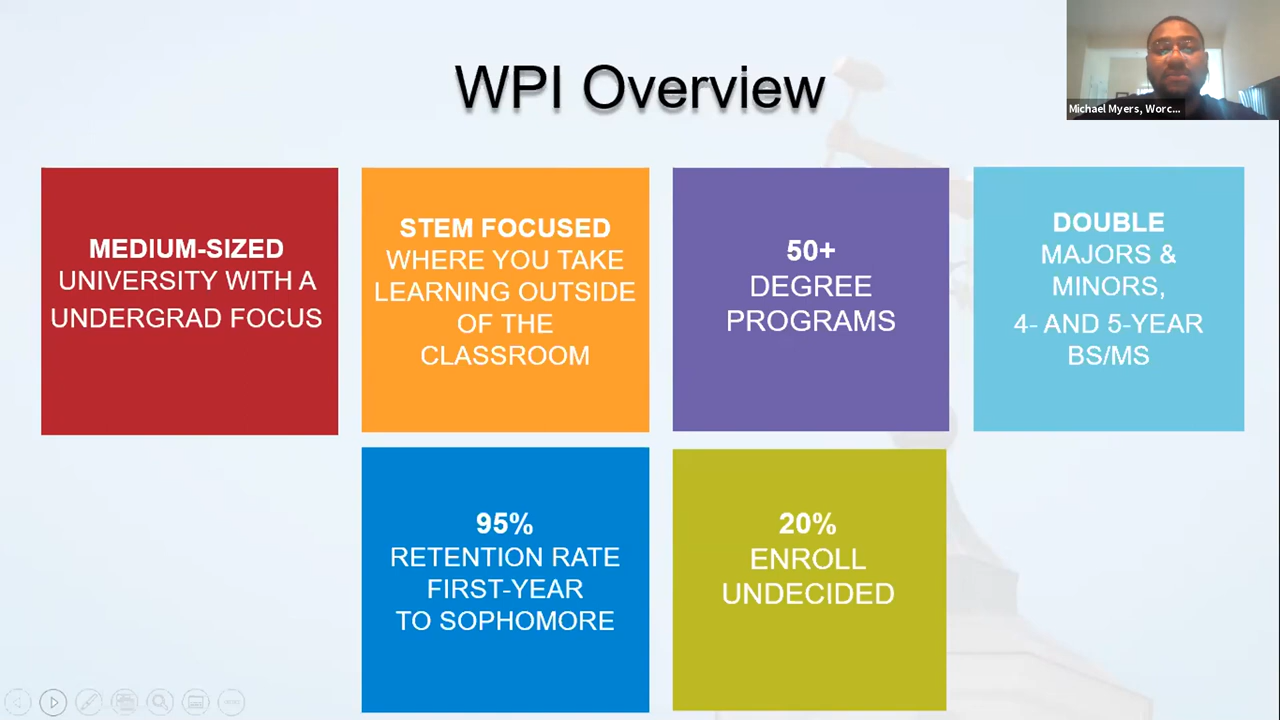 WPI Overview
Michael Myers, Worc...
MEDIUM-SIZED
UNIVERSITY WITH A
UNDERGRAD FOCUS
STEM FOCUSED
WHERE YOU TAKE
LEARNING OUTSIDE
OF THE
CLASSROOM
50+
DEGREE
PROGRAMS
DOUBLE
MAJORS &
MINORS,
4- AND 5-YEAR
BS/MS
95%
RETENTION RATE
FIRST-YEAR
TO SOPHOMORE
20%
ENROLL
UNDECIDED